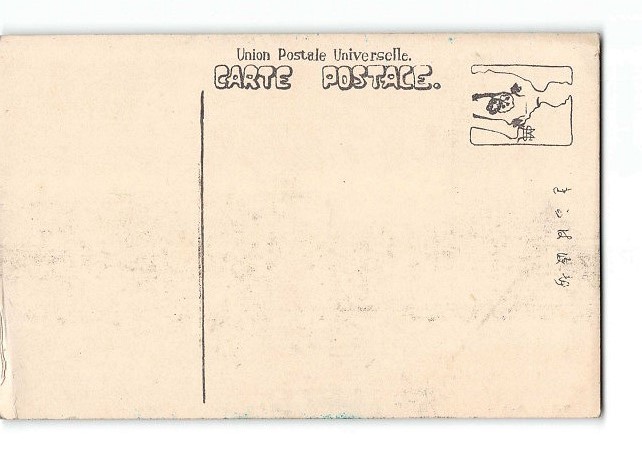 Union Postale Universelle.
CARTE POSTALE.